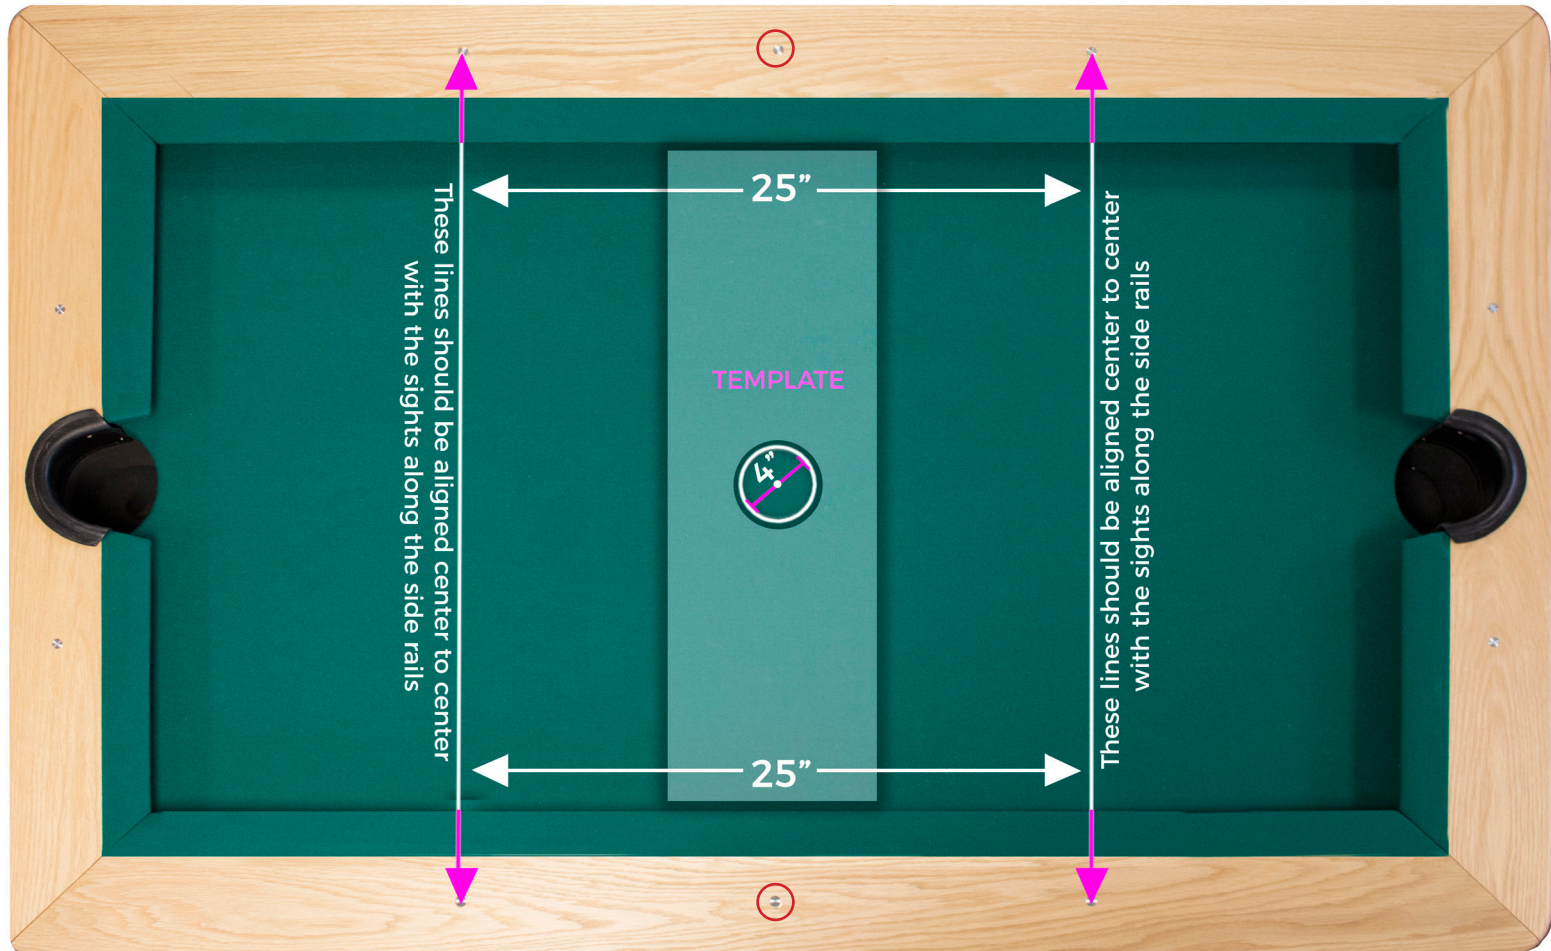 25”
These lines should be aligned center to center
with the sights along the side rails
TEMPLATE
4”
These lines should be aligned center to center
with the sights along the side rails
25”